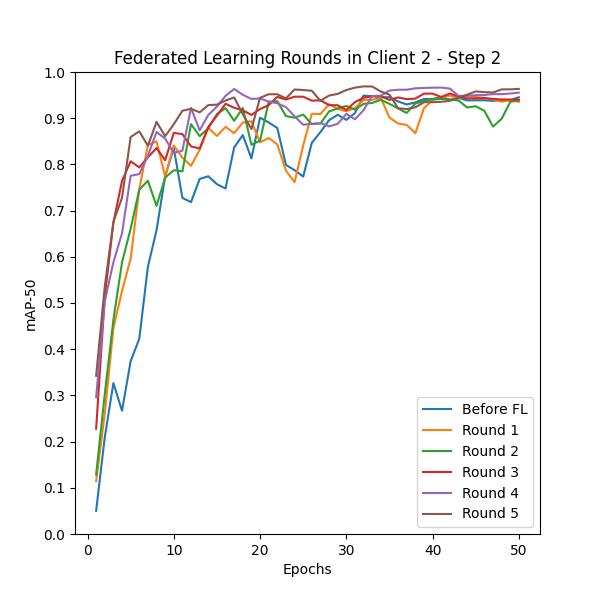 Federated Learning Rounds in Client 2 - Step 2
1.0
0.9
0.8
0.7
0.6
0.5
0.4
0.3
0.2
0.1
0.0
mAP-50
0 10 20 30 40 50
Epochs
Before FL
Round 1
Round 2
Round 3
Round 4
Round 5